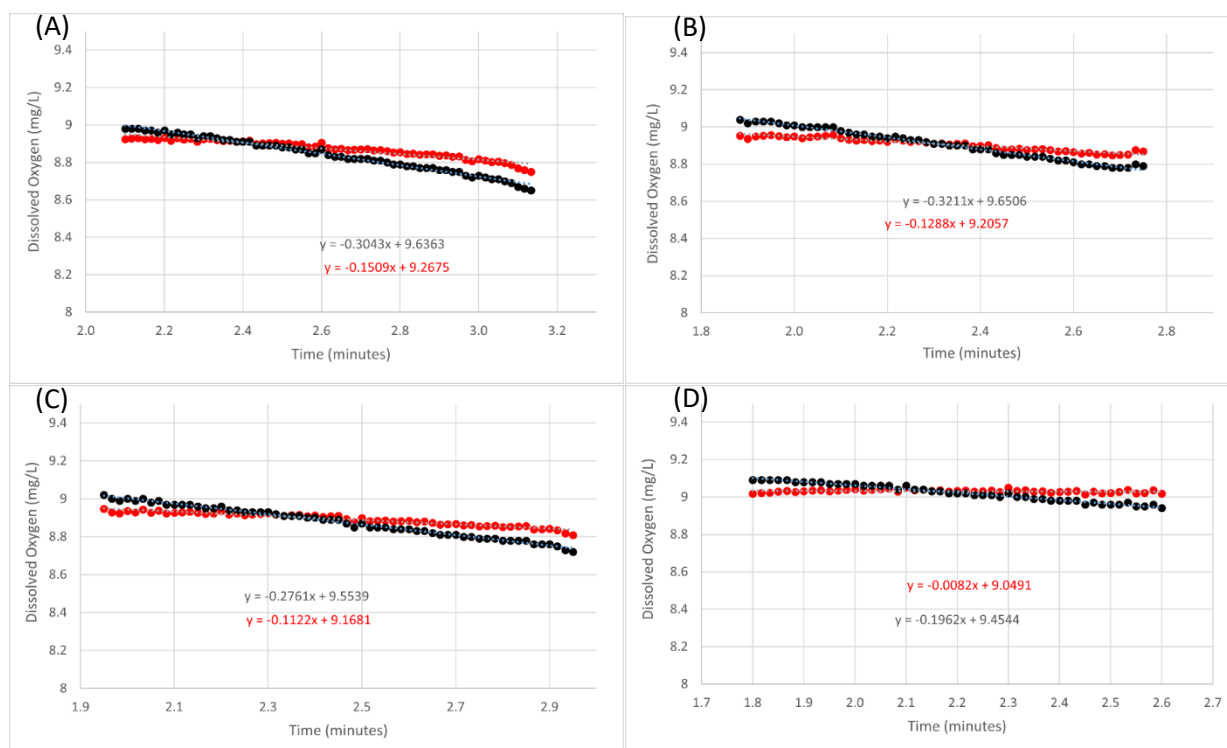 (A)
9.4
9.2
9
8.8
8.6
8.4
8.2
8
Dissolved Oxygen (mg/L)
y = -0.3043x + 9.6363
y = -0.1509x + 9.2675
2.0 2.2 2.4 2.6 2.8 3.0 3.2
Time (minutes)
(B)
9.4
9.2
9
8.8
8.6
8.4
8.2
8
Dissolved Oxygen (mg/L)
y = -0.3211x + 9.6506
y = -0.1288x + 9.2057
1.8 2.0 2.2 2.4 2.6 2.8
Time (minutes)
(C)
9.4
9.2
9
8.8
8.6
8.4
8.2
8
Dissolved Oxygen (mg/L)
y = -0.2761x + 9.5539
y = -0.1122x + 9.1681
1.9 2.1 2.3 2.5 2.7 2.9
Time (minutes)
(D)
9.4
9.2
9
8.8
8.6
8.4
8.2
8
Dissolved Oxygen (mg/L)
y = -0.0082x + 9.0491
y = -0.1962x + 9.4544
1.7 1.8 1.9 2.0 2.1 2.2 2.3 2.4 2.5 2.6 2.7
Time (minutes)